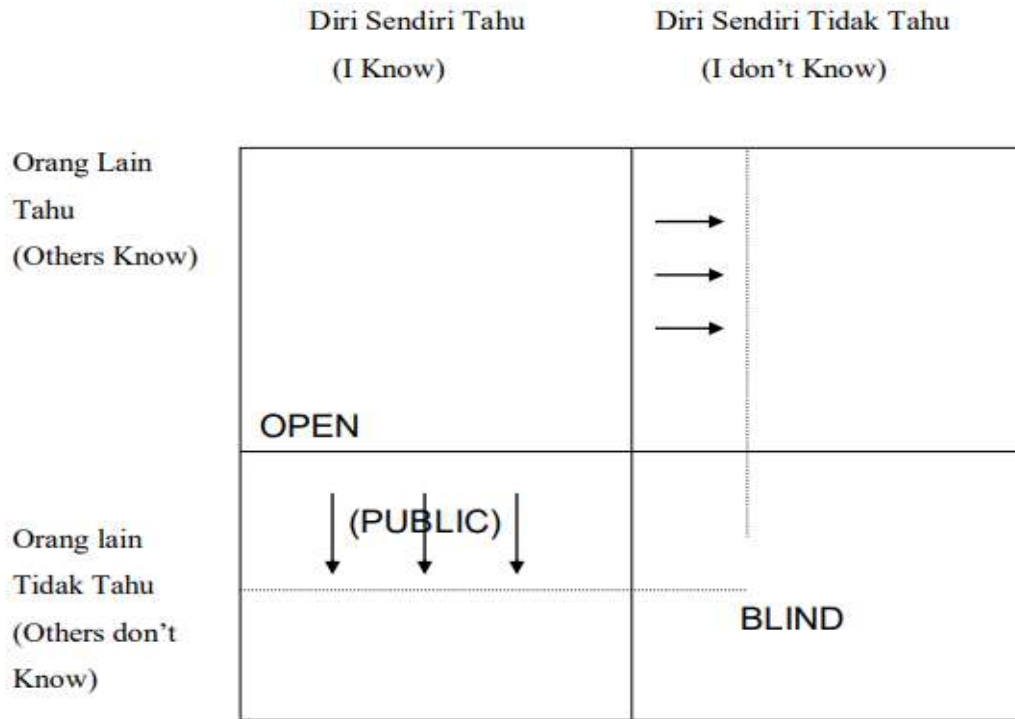 Diri Sendiri Tahu
(I Know)
Diri Sendiri Tidak Tahu
(I don't Know)
Orang Lain
Tahu
(Others Know)
OPEN
(PUBLIC)
Orang lain
Tidak Tahu
(Others don't
Know)
BLIND